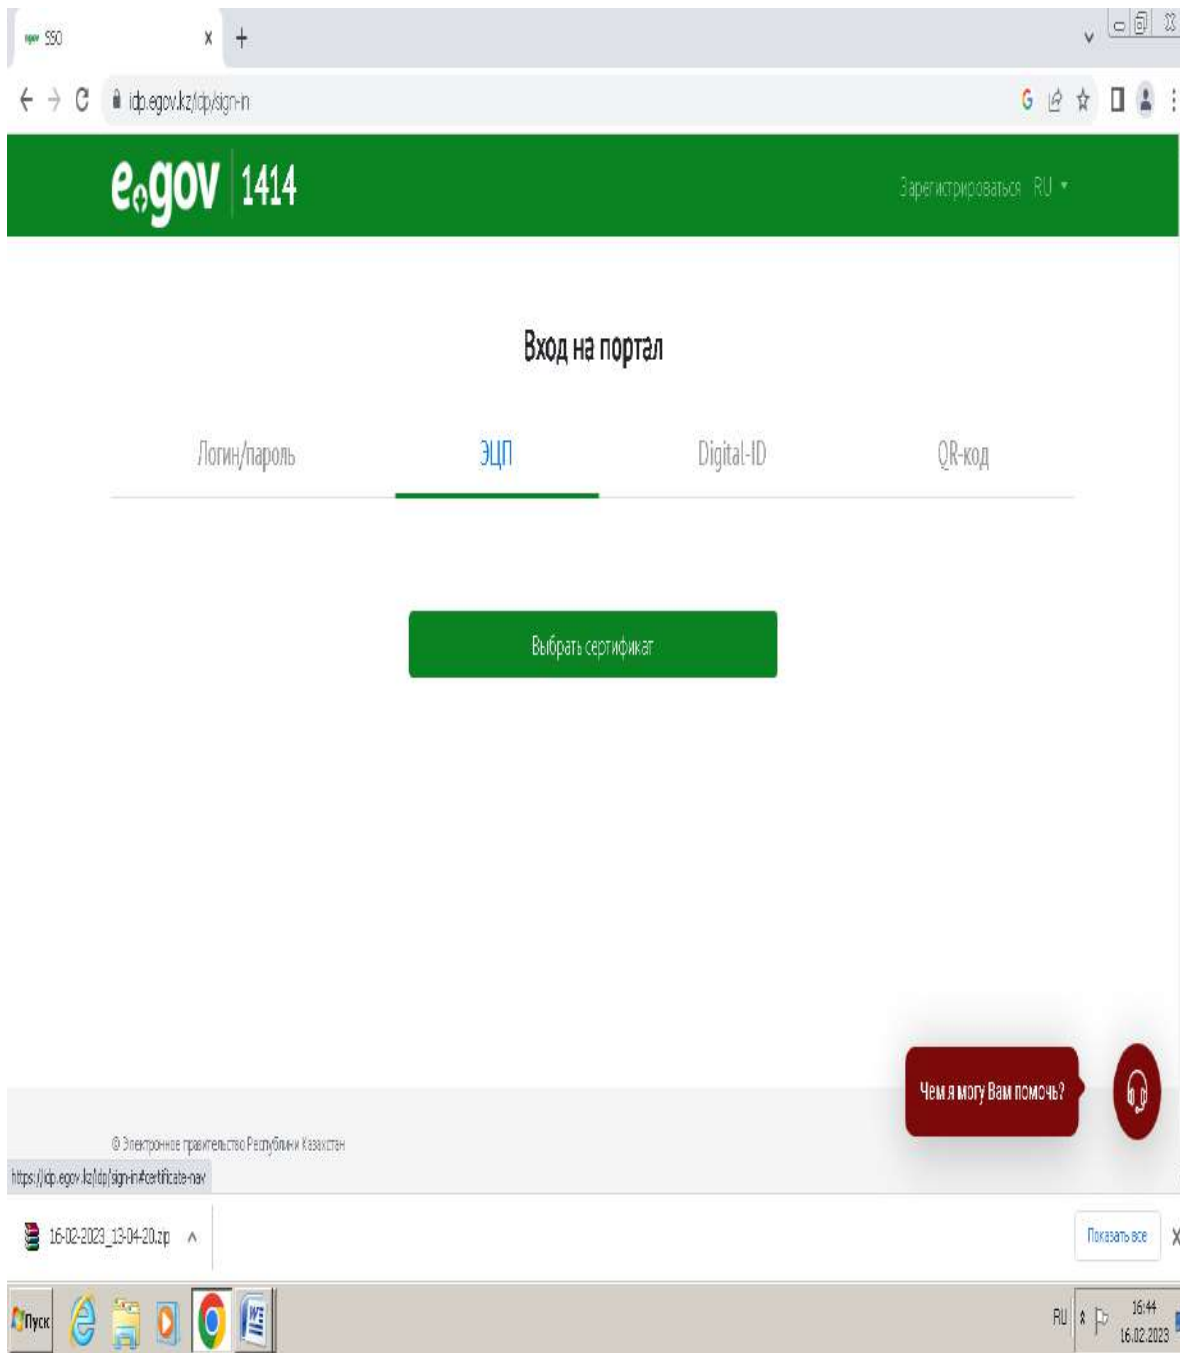 egov SSO
idp.egov.kz/idp/sign-in
egov 1414
Зарегистрироваться RU
Вход на портал
Логин/пароль ЭЦП Digital-ID QR-код
Выбрать сертификат
Чем я могу Вам помочь?
© Электронное правительство Республики Казахстан
https://idp.egov.kz/idp/sign-in#certificate-nav
16-02-2023_13-04-20.zip
Показать все
Пуск
RU 16:44
16.02.2023